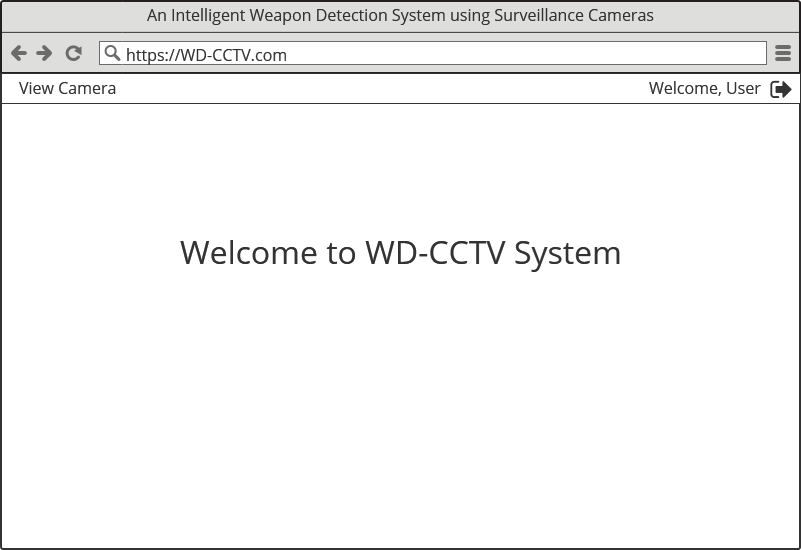 An Intelligent Weapon Detection System using Surveillance Cameras
https://WD-CCTV.com
View Camera Welcome, User
Welcome to WD-CCTV System